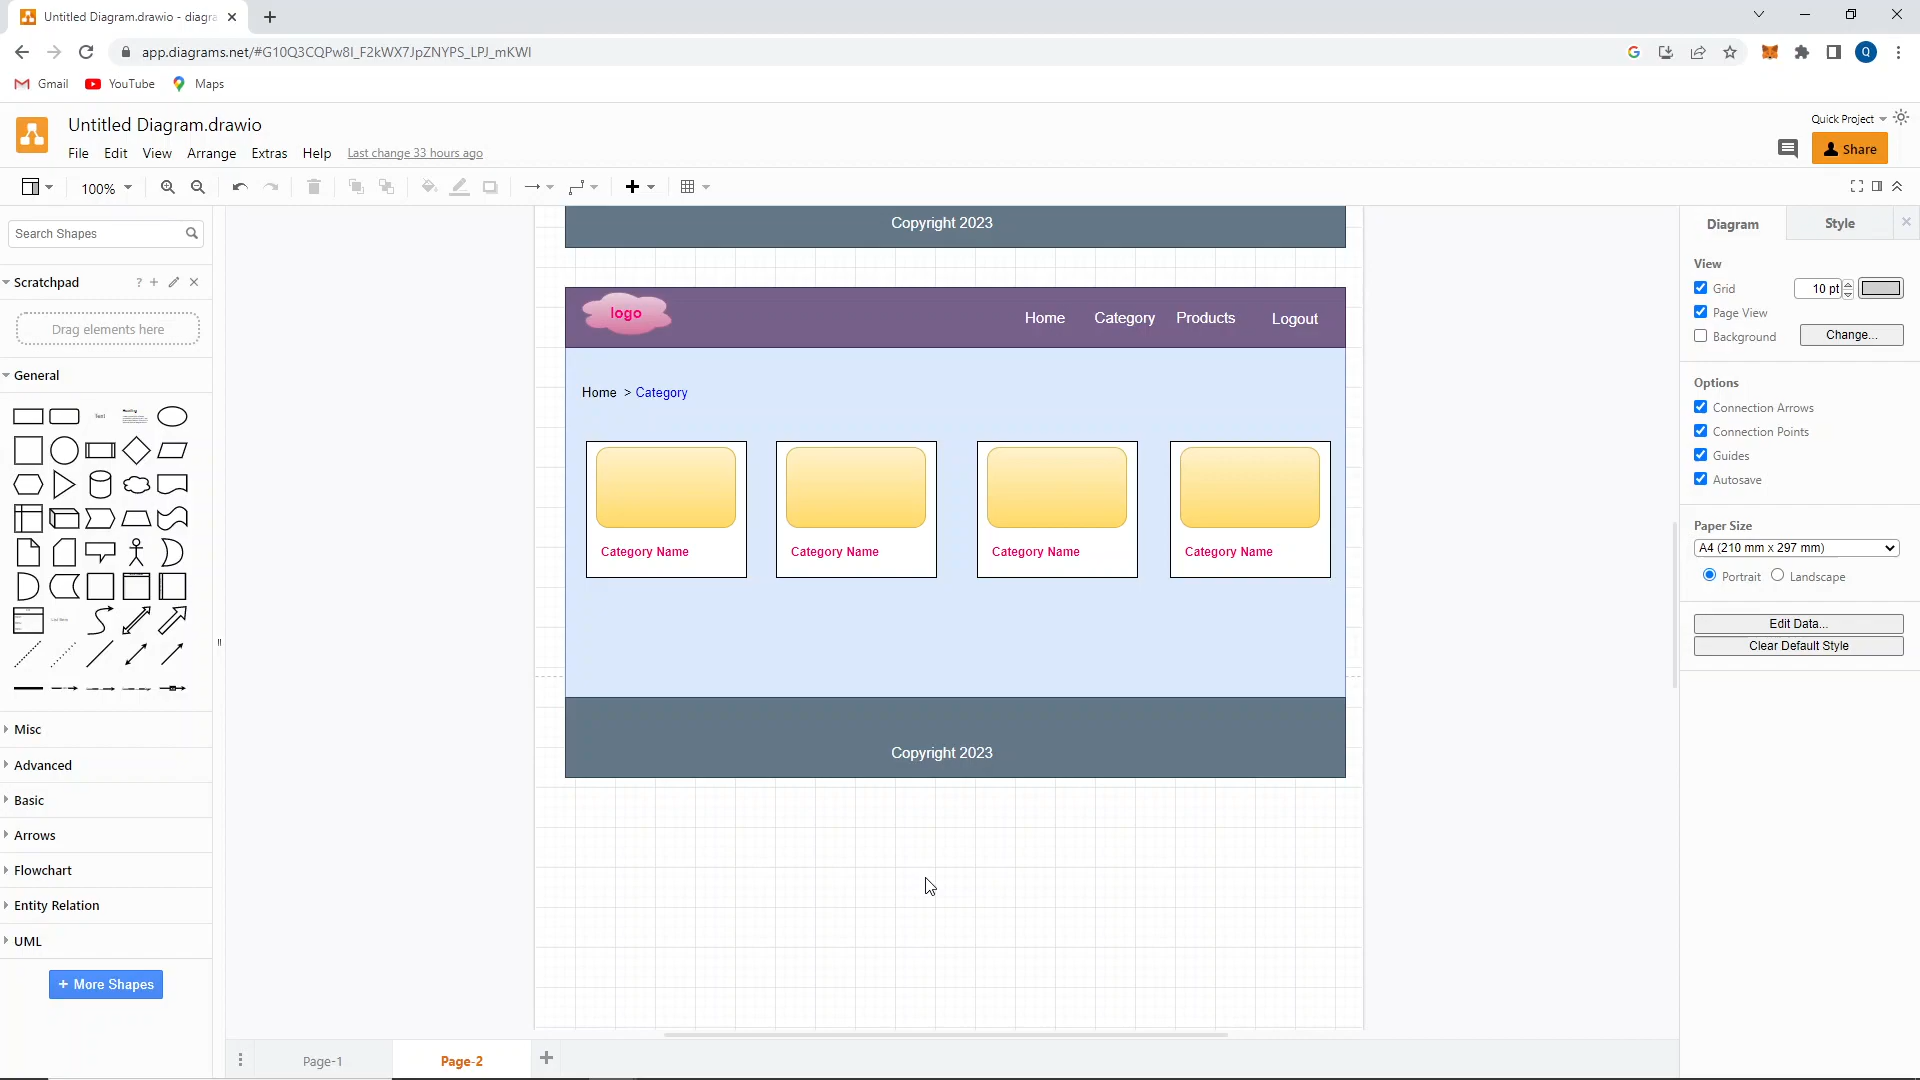 Untitled Diagram.drawio - diagra
app.diagrams.net/#G10Q3CQPw8I_F2kWX7JpZNYPS_LPJ_mKWI
Q
Gmail
YouTube
Maps
Untitled Diagram.drawio
Quick Project
File Edit View Arrange Extras Help Last change 33 hours ago
Share
100%
Search Shapes
Scratchpad
?
Drag elements here
General
Text
Heading
Misc
Advanced
Basic
Arrows
Flowchart
Entity Relation
UML
+ More Shapes
Copyright 2023
logo
Home Category Products Logout
Home > Category
Category Name
Category Name
Category Name
Category Name
Copyright 2023
Page-1
Page-2
Diagram
Style
View
Grid
10 pt
Page View
Background
Change...
Options
Connection Arrows
Connection Points
Guides
Autosave
Paper Size
A4 (210 mm x 297 mm)
Portrait
Landscape
Edit Data...
Clear Default Style